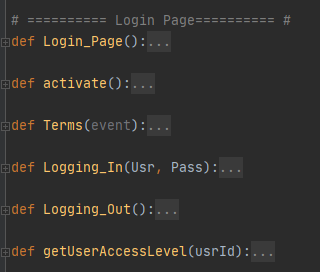 # ========== Login Page========== #
def Login_Page():...
def activate():...
def Terms(event):...
def Logging_In(Usr, Pass):...
def Logging_Out():...
def getUserAccessLevel(usrId):...